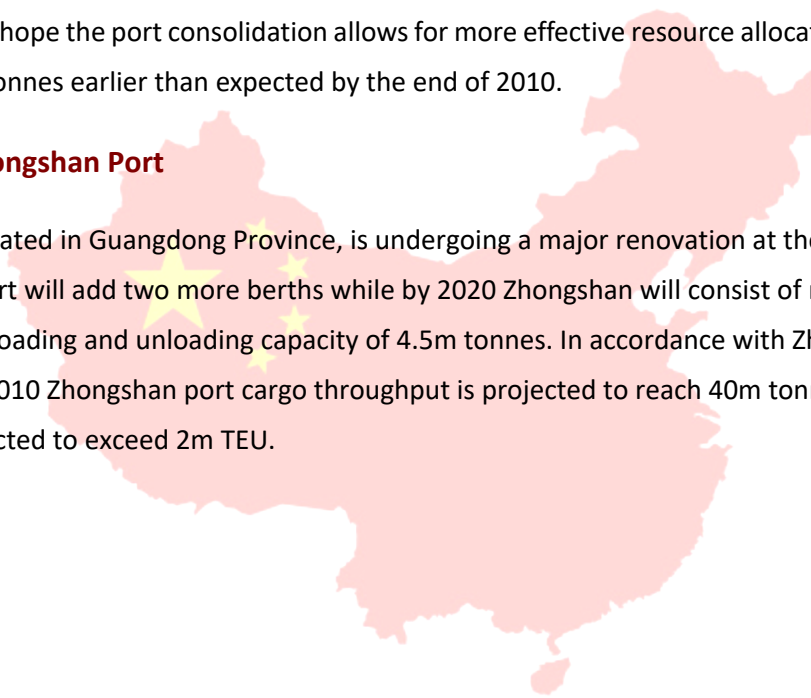 hope the port consolidation allows for more effective resource allocat
onnes earlier than expected by the end of 2010.
ongshan Port
ated in Guangdong Province, is undergoing a major renovation at the
rt will add two more berths while by 2020 Zhongshan will consist of
oading and unloading capacity of 4.5m tonnes. In accordance with Zh
010 Zhongshan port cargo throughput is projected to reach 40m ton
cted to exceed 2m TEU.